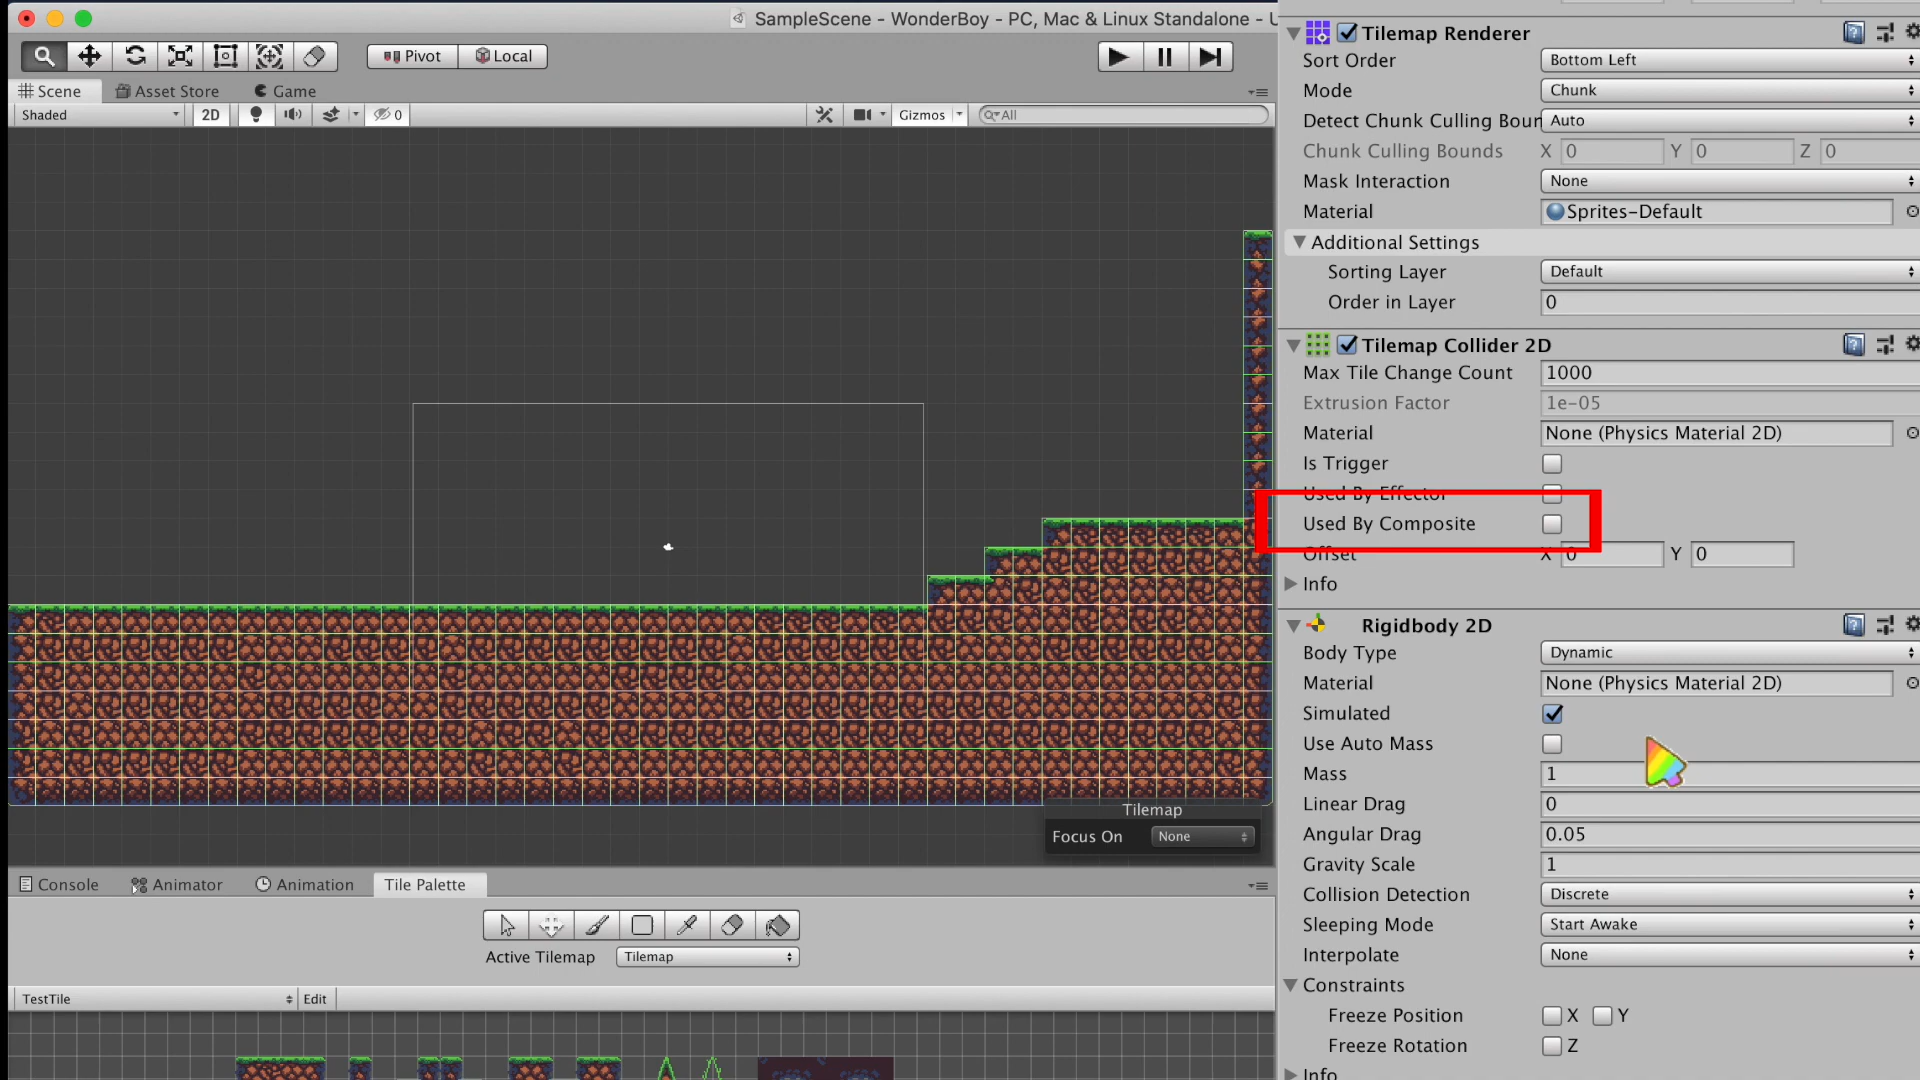 SampleScene - WonderBoy - PC, Mac & Linux Standalone - U
Pivot
Local
Scene
Asset Store
Game
Shaded
2D
0
Gizmos
All
Tilemap
Focus On
None
Console
Animator
Animation
Tile Palette
Active Tilemap
Tilemap
TestTile
Edit
Tilemap Renderer
Sort Order
Bottom Left
Mode
Chunk
Detect Chunk Culling Boun
Auto
Chunk Culling Bounds
X 0 Y 0 Z 0
Mask Interaction
None
Material
Sprites-Default
Additional Settings
Sorting Layer
Default
Order in Layer
0
Tilemap Collider 2D
Max Tile Change Count
1000
Extrusion Factor
1e-05
Material
None (Physics Material 2D)
Is Trigger
Used By Effector
Used By Composite
Offset
X 0 Y 0
Info
Rigidbody 2D
Body Type
Dynamic
Material
None (Physics Material 2D)
Simulated
Use Auto Mass
Mass
1
Linear Drag
0
Angular Drag
0.05
Gravity Scale
1
Collision Detection
Discrete
Sleeping Mode
Start Awake
Interpolate
None
Constraints
Freeze Position
X Y
Freeze Rotation
Z
Info